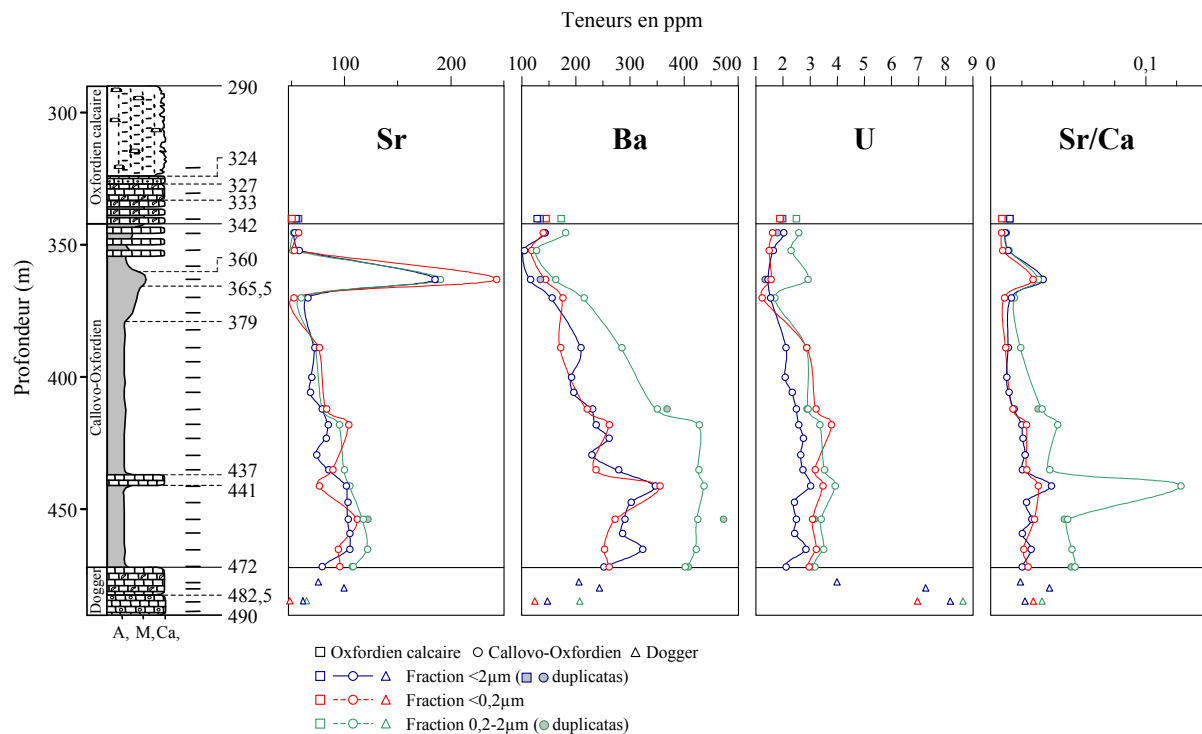 Teneurs en ppm
100 200
100 200 300 400 500
1 2 3 4 5 6 7 8 9
0 0,1
Sr
Ba
U
Sr/Ca
Profondeur (m)
300
350
400
450
Oxfordien calcaire
Callovo-Oxfordien
Dogger
290
324
327
333
342
360
365,5
379
437
441
472
482,5
490
A, M, Ca,
Oxfordien calcaire Callovo-Oxfordien Dogger
Fraction <2µm ( duplicatas)
Fraction <0,2µm
Fraction 0,2-2µm ( duplicatas)